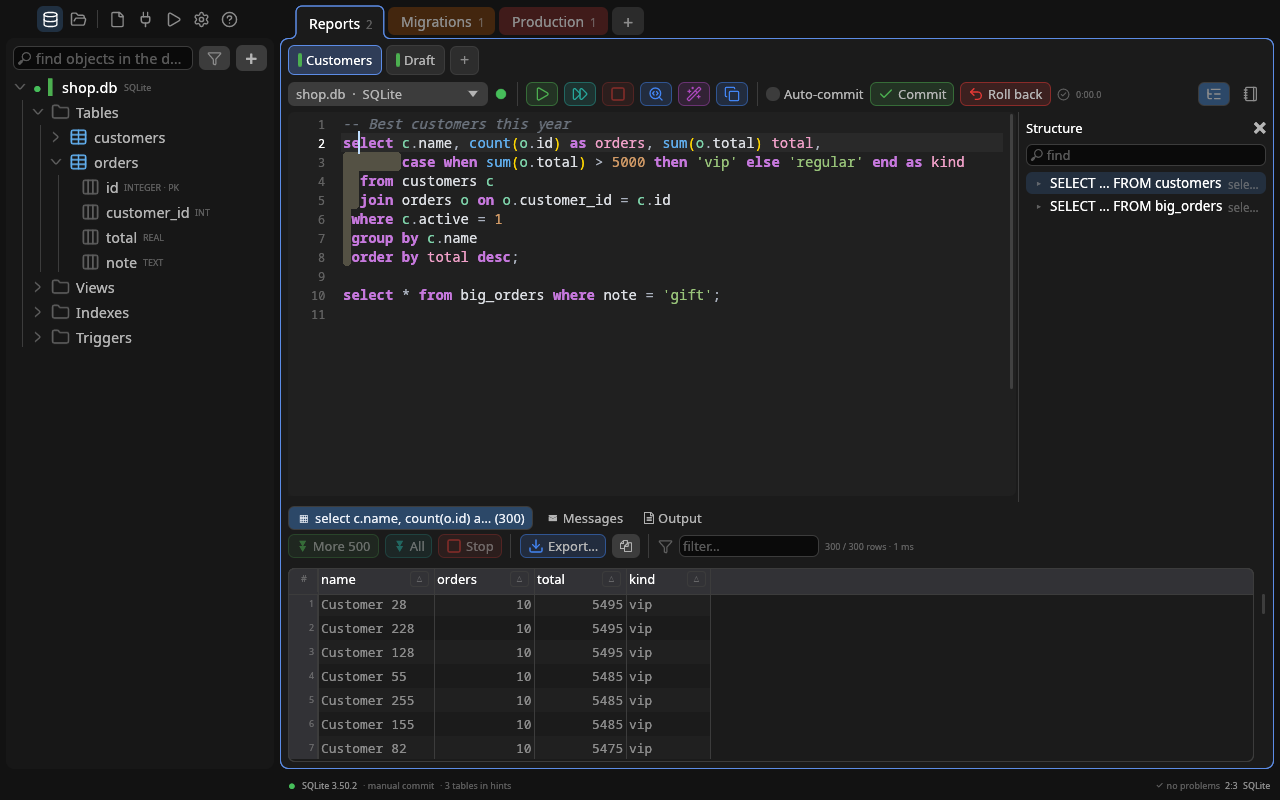 Reports 2
Migrations 1
Production 1
+
find objects in the d...
+
Customers
Draft
+
shop.db SQLite
Tables
customers
orders
id INTEGER · PK
customer_id INT
total REAL
note TEXT
Views
Indexes
Triggers
shop.db · SQLite
Auto-commit
Commit
Roll back
0:00.0
1 -- Best customers this year
2 select c.name, count(o.id) as orders, sum(o.total) total,
3 case when sum(o.total) > 5000 then 'vip' else 'regular' end as kind
4 from customers c
5 join orders o on o.customer_id = c.id
6 where c.active = 1
7 group by c.name
8 order by total desc;
9
10 select * from big_orders where note = 'gift';
11
Structure
find
SELECT ... FROM customers sele...
SELECT ... FROM big_orders sele...
select c.name, count(o.id) a... (300)
Messages
Output
More 500
All
Stop
Export...
filter...
300 / 300 rows · 1 ms
# name orders total kind
1 Customer 28 10 5495 vip
2 Customer 228 10 5495 vip
3 Customer 128 10 5495 vip
4 Customer 55 10 5485 vip
5 Customer 255 10 5485 vip
6 Customer 155 10 5485 vip
7 Customer 82 10 5475 vip
SQLite 3.50.2 · manual commit · 3 tables in hints
no problems 2:3 SQLite